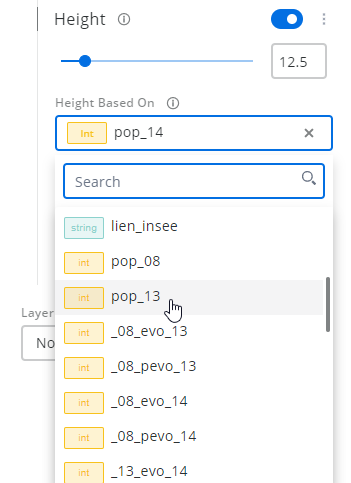 Height
12.5
Height Based On
Int pop_14
Search
string lien_insee
int pop_08
int pop_13
int _08_evo_13
int _08_pevo_13
int _08_evo_14
int _08_pevo_14
int _13_evo_14
Layer
No